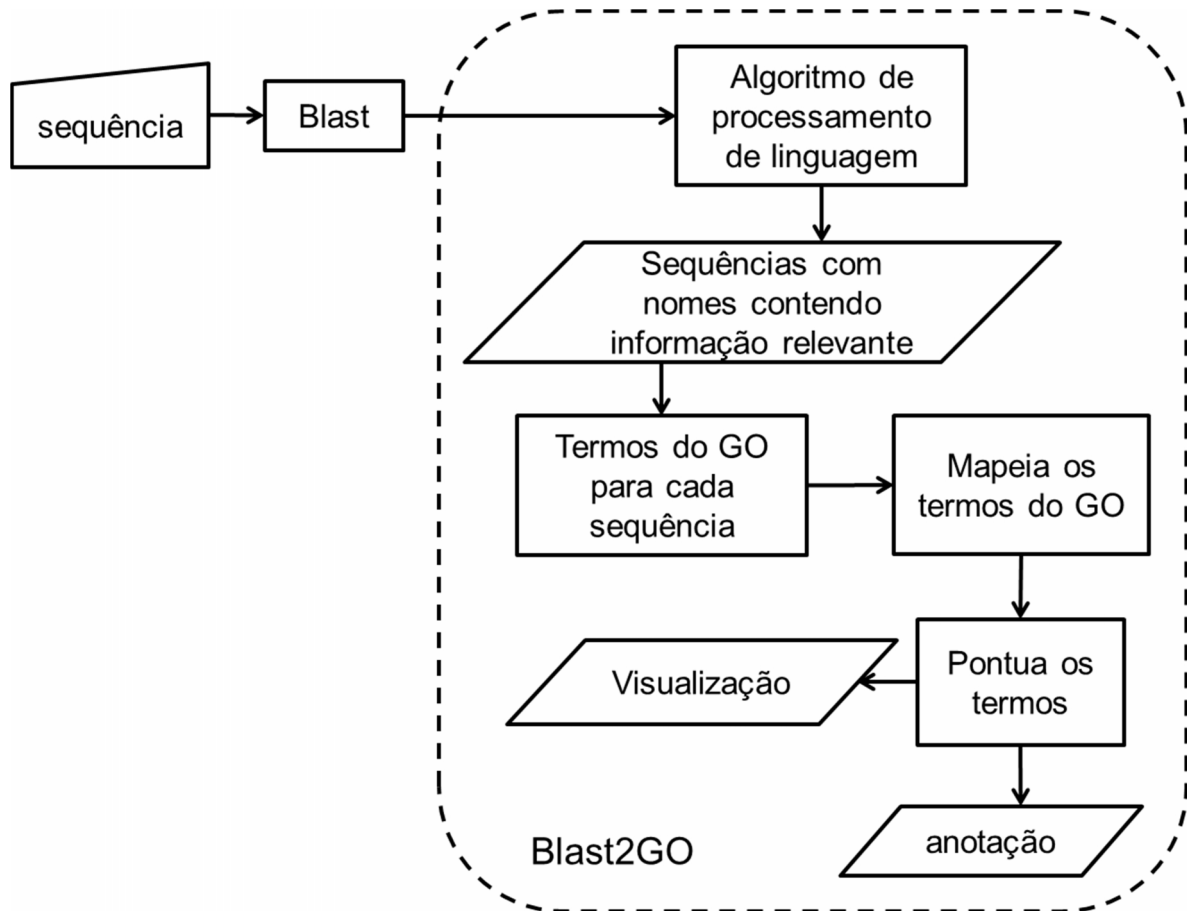 sequência
Blast
Algoritmo de
processamento
de linguagem
Sequências com
nomes contendo
informação relevante
Termos do GO
para cada
sequência
Mapeia os
termos do GO
Pontua os
termos
Visualização
anotação
Blast2GO